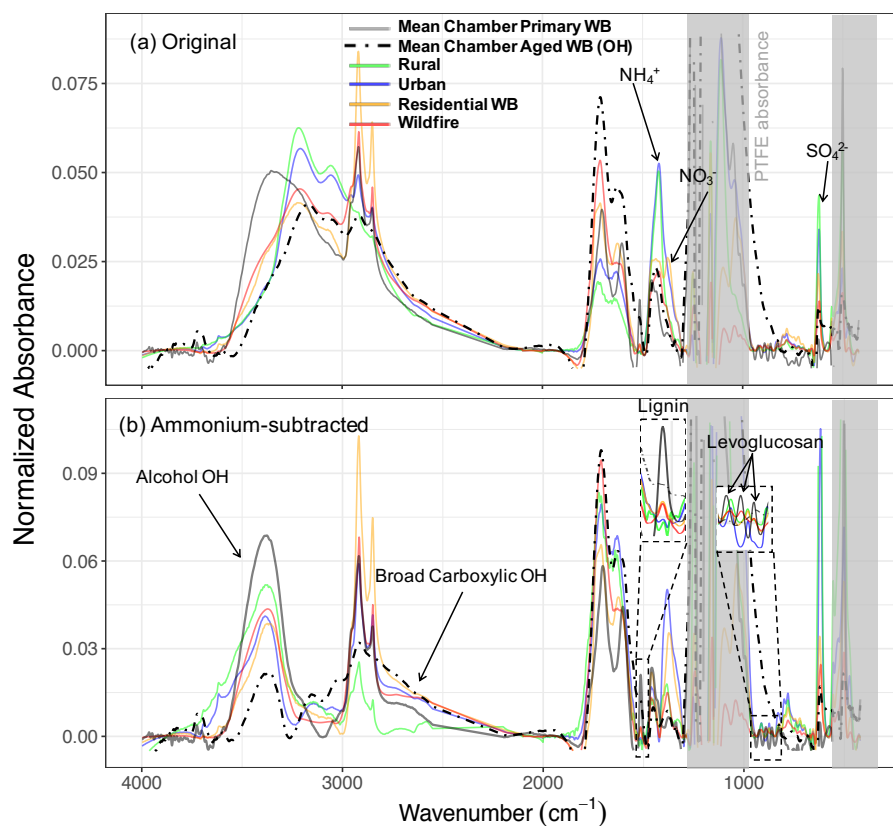 (a) Original
Mean Chamber Primary WB
Mean Chamber Aged WB (OH)
Rural
Urban
Residential WB
Wildfire
NH₄⁺
NO₃⁻
PTFE absorbance
SO₄²⁻
0.075
0.050
0.025
0.000
Normalized Absorbance
(b) Ammonium-subtracted
Lignin
Levoglucosan
Alcohol OH
Broad Carboxylic OH
0.09
0.06
0.03
0.00
4000 3000 2000 1000
Wavenumber (cm⁻¹)